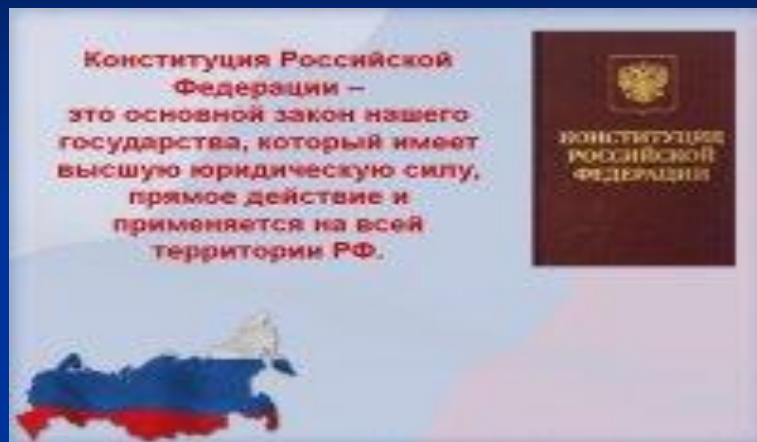 Конституция Российской
Федерации –
это основной закон нашего
государства, который имеет
высшую юридическую силу,
прямое действие и
применяется на всей
территории РФ.
КОНСТИТУЦИЯ
РОССИЙСКОЙ
ФЕДЕРАЦИИ